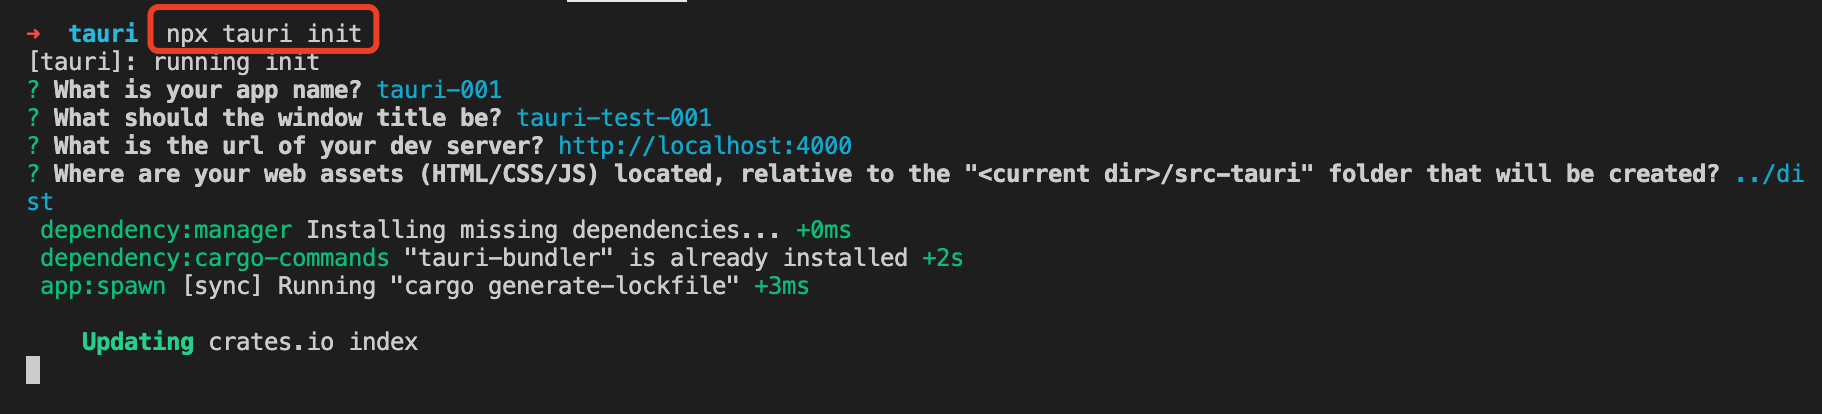 → tauri npx tauri init
[tauri]: running init
? What is your app name? tauri-001
? What should the window title be? tauri-test-001
? What is the url of your dev server? http://localhost:4000
? Where are your web assets (HTML/CSS/JS) located, relative to the "<current dir>/src-tauri" folder that will be created? ../di
st
dependency:manager Installing missing dependencies... +0ms
dependency:cargo-commands "tauri-bundler" is already installed +2s
app:spawn [sync] Running "cargo generate-lockfile" +3ms
Updating crates.io index